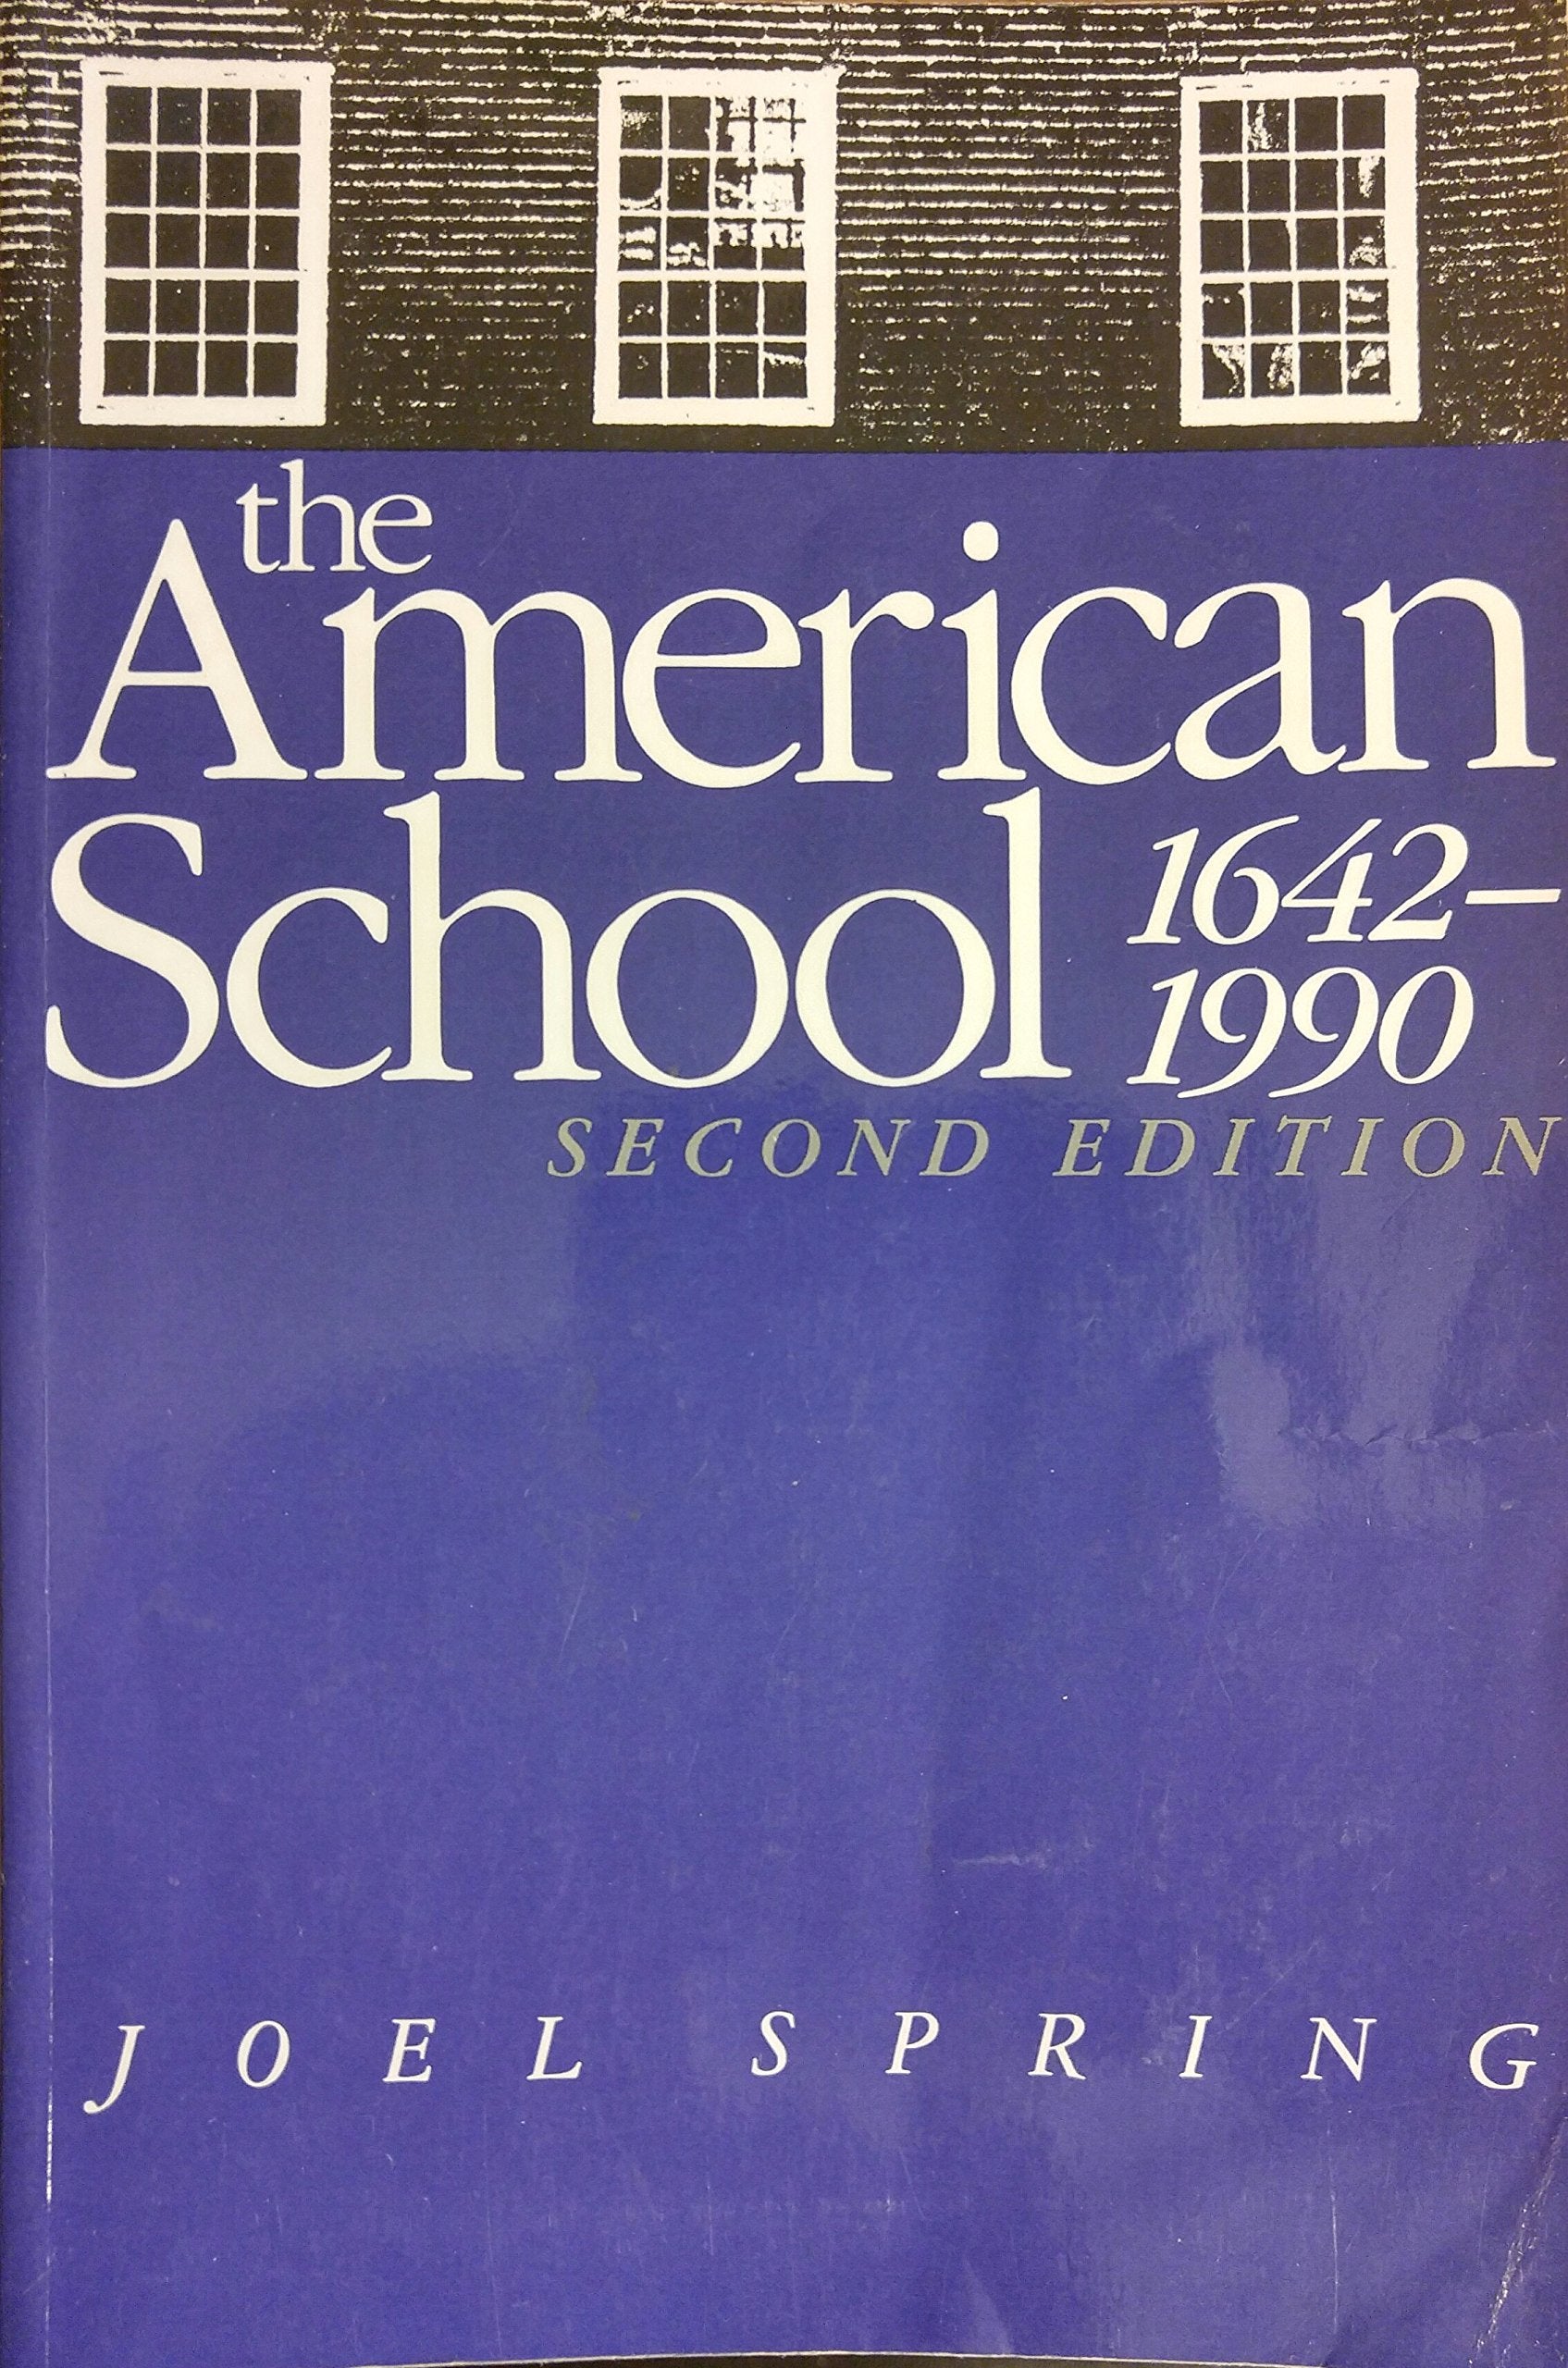 the
American
School 1642–
1990
SECOND EDITION
JOEL SPRING